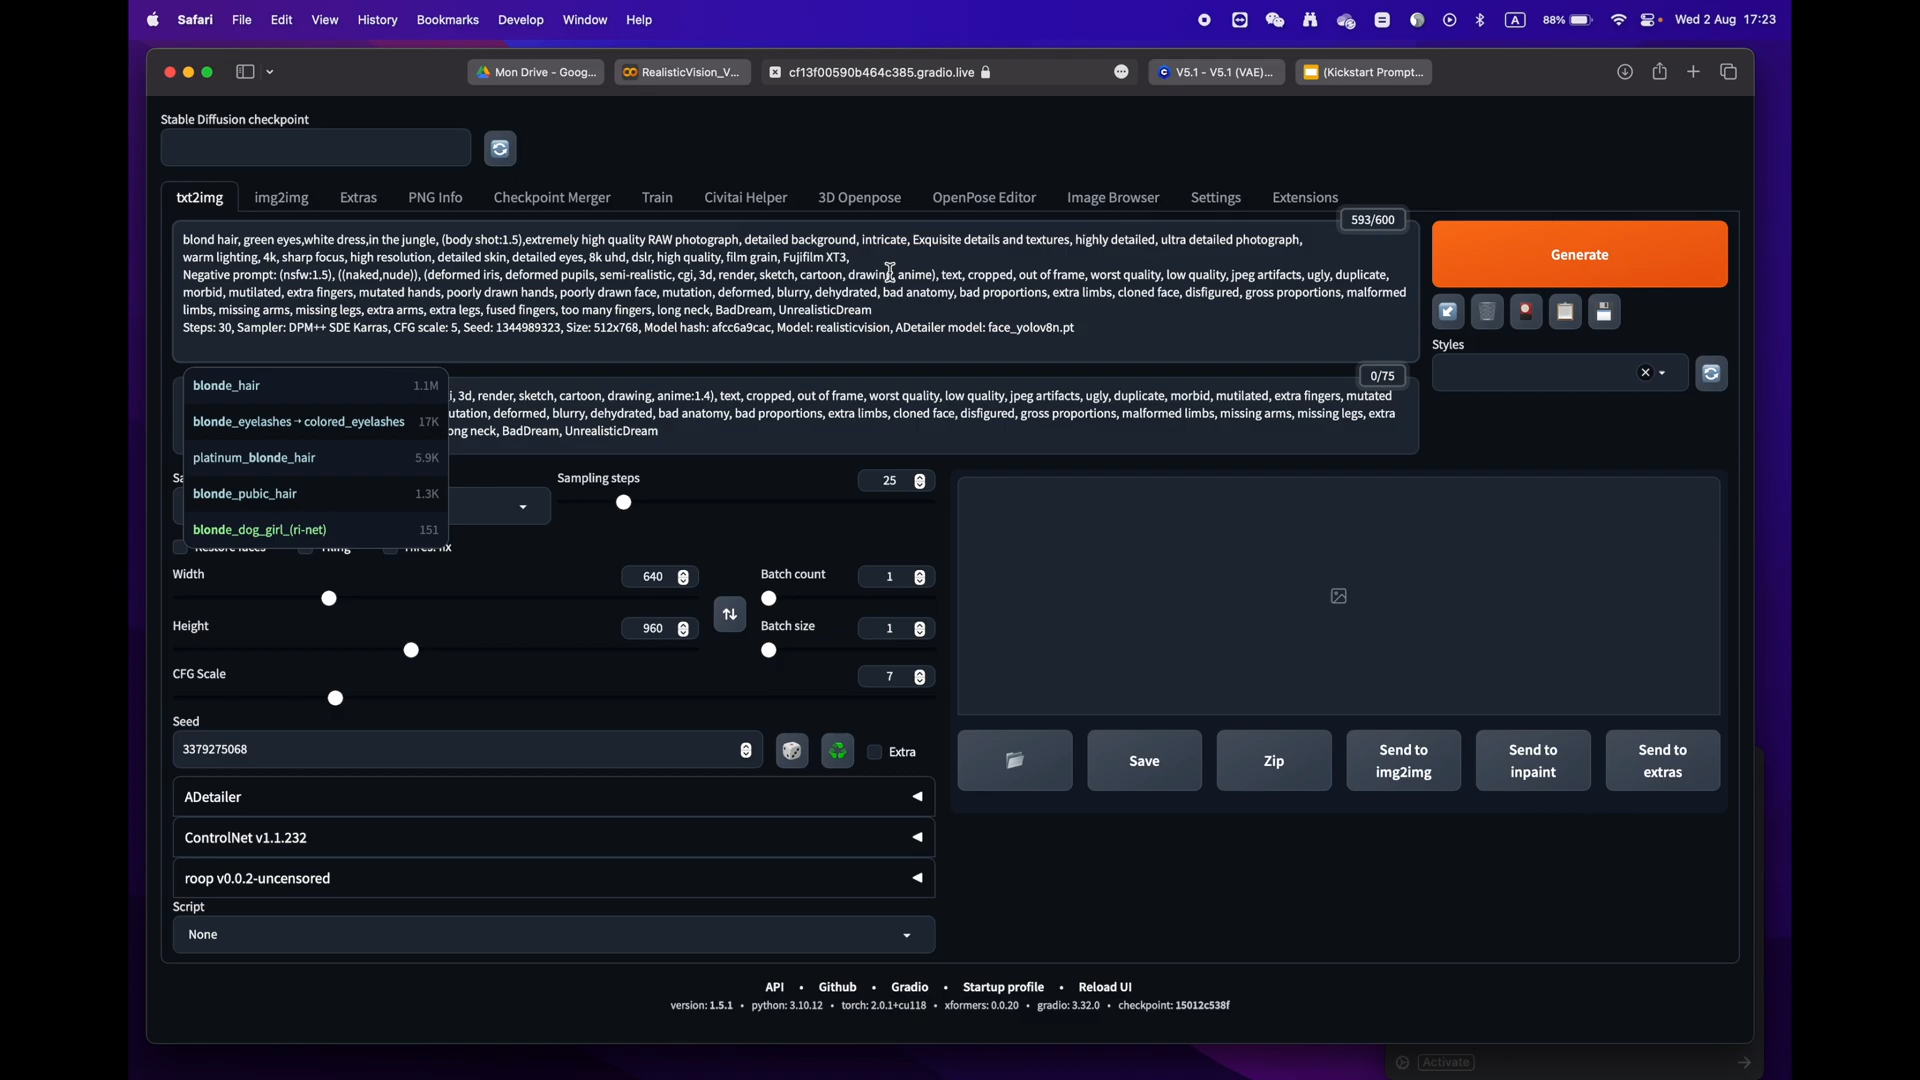 Safari File Edit View History Bookmarks Develop Window Help
A 88% Wed 2 Aug 17:23
Mon Drive - Goog... RealisticVision_V... cf13f00590b464c385.gradio.live V5.1 - V5.1 (VAE)... (Kickstart Prompt...
Stable Diffusion checkpoint
txt2img img2img Extras PNG Info Checkpoint Merger Train Civitai Helper 3D Openpose OpenPose Editor Image Browser Settings Extensions
593/600
blond hair, green eyes,white dress,in the jungle, (body shot:1.5),extremely high quality RAW photograph, detailed background, intricate, Exquisite details and textures, highly detailed, ultra detailed photograph,
warm lighting, 4k, sharp focus, high resolution, detailed skin, detailed eyes, 8k uhd, dslr, high quality, film grain, Fujifilm XT3,
Negative prompt: (nsfw:1.5), ((naked,nude)), (deformed iris, deformed pupils, semi-realistic, cgi, 3d, render, sketch, cartoon, drawing, anime), text, cropped, out of frame, worst quality, low quality, jpeg artifacts, ugly, duplicate,
morbid, mutilated, extra fingers, mutated hands, poorly drawn hands, poorly drawn face, mutation, deformed, blurry, dehydrated, bad anatomy, bad proportions, extra limbs, cloned face, disfigured, gross proportions, malformed
limbs, missing arms, missing legs, extra arms, extra legs, fused fingers, too many fingers, long neck, BadDream, UnrealisticDream
Steps: 30, Sampler: DPM++ SDE Karras, CFG scale: 5, Seed: 1344989323, Size: 512x768, Model hash: afcc6a9cac, Model: realisticvision, ADetailer model: face_yolov8n.pt
Generate
Styles
0/75
i, 3d, render, sketch, cartoon, drawing, anime:1.4), text, cropped, out of frame, worst quality, low quality, jpeg artifacts, ugly, duplicate, morbid, mutilated, extra fingers, mutated
utation, deformed, blurry, dehydrated, bad anatomy, bad proportions, extra limbs, cloned face, disfigured, gross proportions, malformed limbs, missing arms, missing legs, extra
ong neck, BadDream, UnrealisticDream
blonde_hair 1.1M
blonde_eyelashes → colored_eyelashes 17K
platinum_blonde_hair 5.9K
blonde_pubic_hair 1.3K
blonde_dog_girl_(ri-net) 151
Sa
Sampling steps 25
Restore faces Tiling Hires. fix
Width 640 Batch count 1
Height 960 Batch size 1
CFG Scale 7
Seed
3379275068 Extra
ADetailer
ControlNet v1.1.232
roop v0.0.2-uncensored
Script
None
Save Zip Send to img2img Send to inpaint Send to extras
API • Github • Gradio • Startup profile • Reload UI
version: 1.5.1 • python: 3.10.12 • torch: 2.0.1+cu118 • xformers: 0.0.20 • gradio: 3.32.0 • checkpoint: 15012c538f
Activate